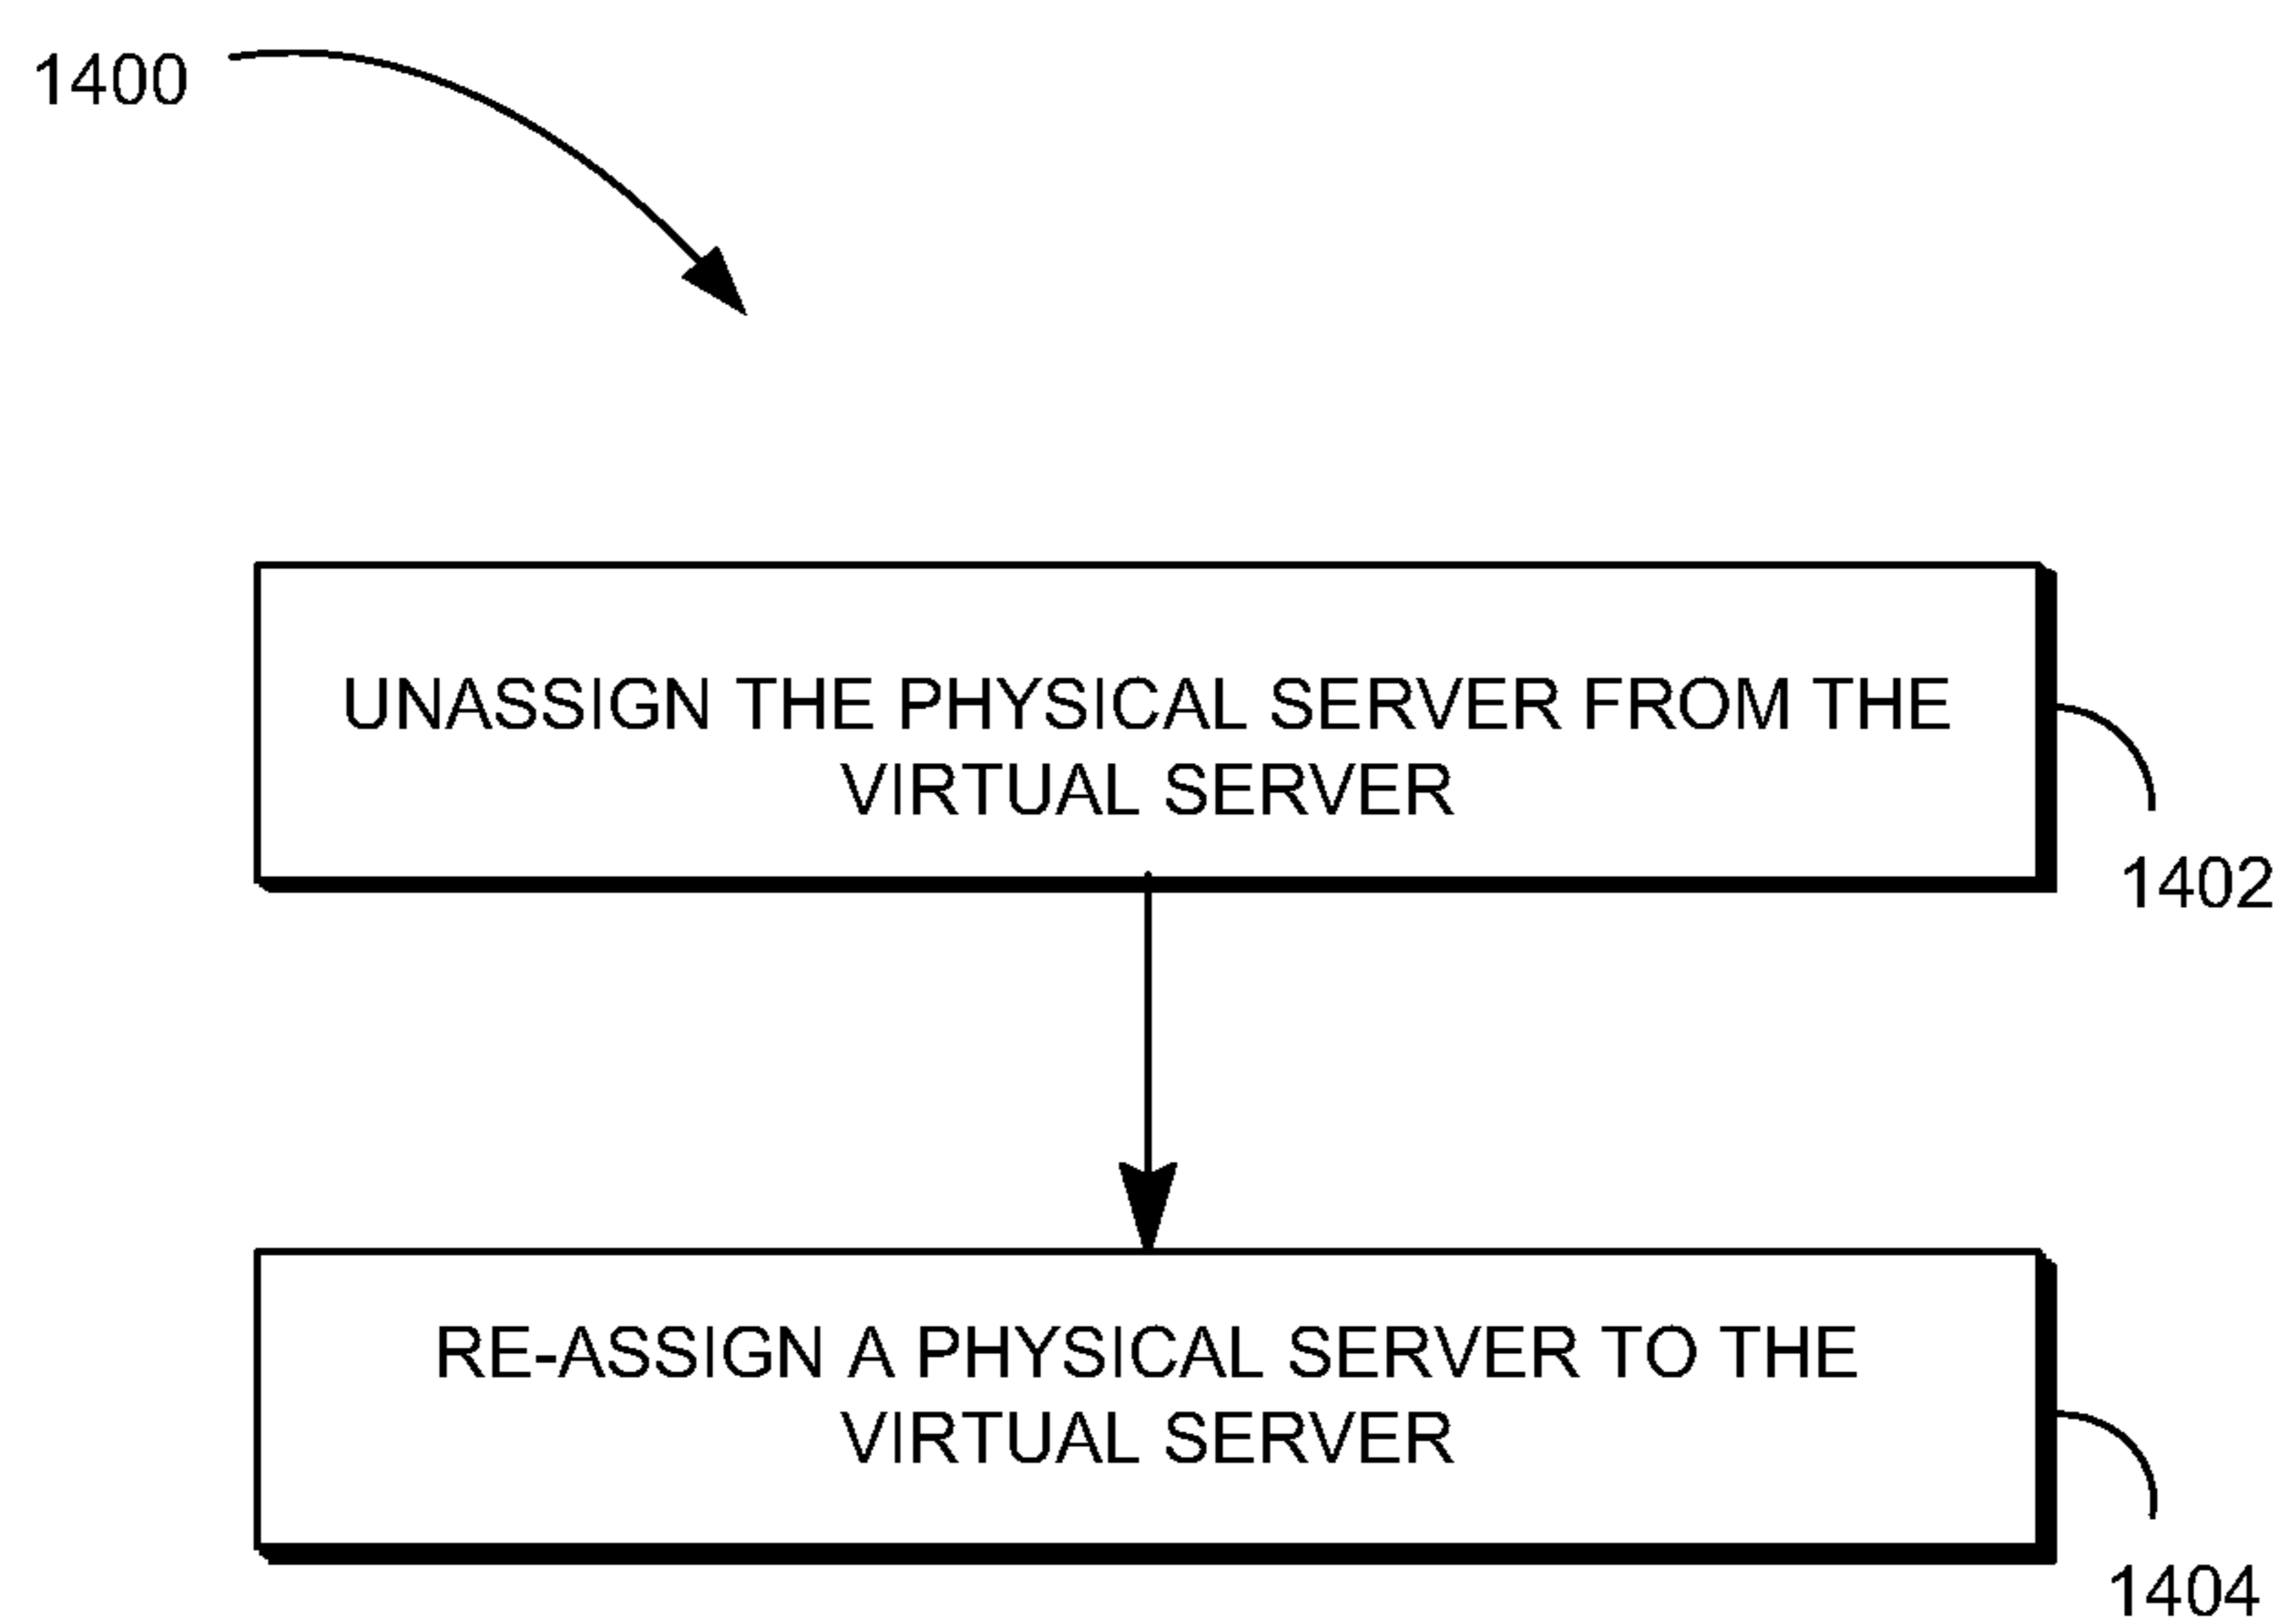 1400
UNASSIGN THE PHYSICAL SERVER FROM THE
VIRTUAL SERVER
1402
RE-ASSIGN A PHYSICAL SERVER TO THE
VIRTUAL SERVER
1404